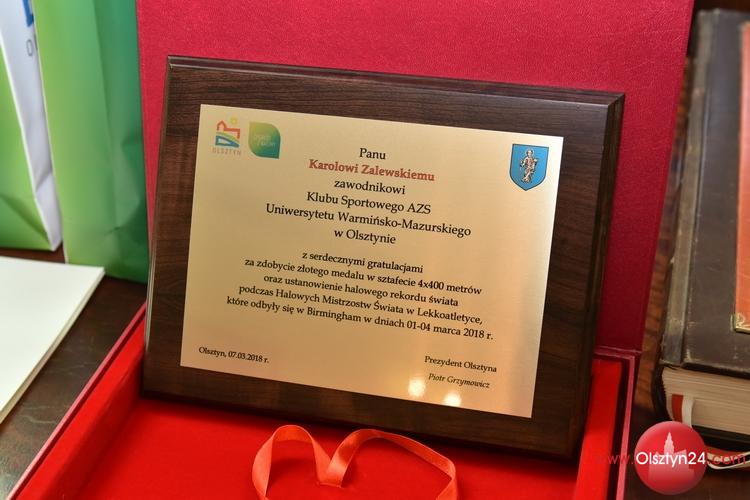 OLSZTYN
Panu
Karolowi Zalewskiemu
zawodnikowi
Klubu Sportowego AZS
Uniwersytetu Warmińsko-Mazurskiego
w Olsztynie
z serdecznymi gratulacjami
za zdobycie złotego medalu w sztafecie 4x400 metrów
oraz ustanowienie halowego rekordu świata
podczas Halowych Mistrzostw Świata w Lekkoatletyce,
które odbyły się w Birmingham w dniach 01-04 marca 2018 r.
Olsztyn, 07.03.2018 r.
Prezydent Olsztyna
Piotr Grzymowicz
www.Olsztyn24.com